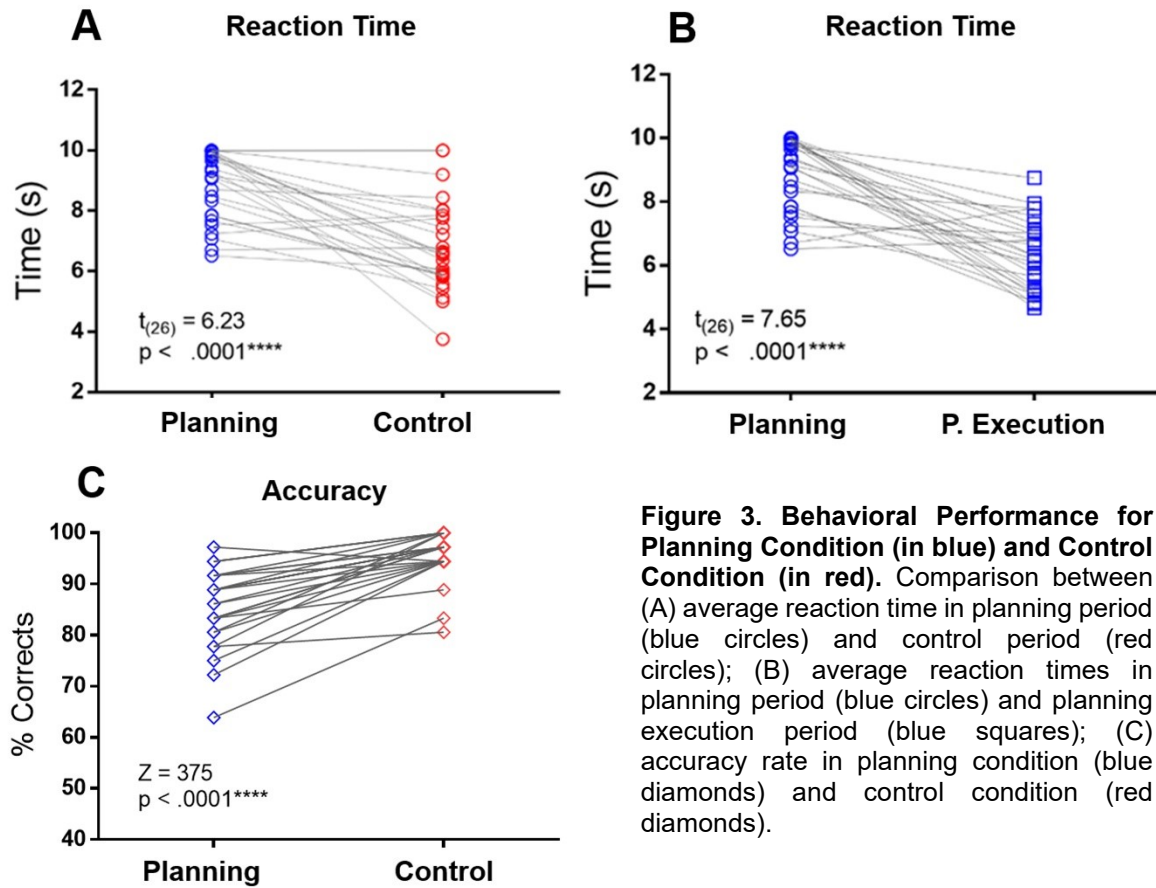 A
Reaction Time
12
10
8
6
4
2
Time (s)
t(26) = 6.23
p < .0001****
Planning
Control
B
Reaction Time
12
10
8
6
4
2
Time (s)
t(26) = 7.65
p < .0001****
Planning
P. Execution
C
Accuracy
100
90
80
70
60
50
40
% Corrects
Z = 375
p < .0001****
Planning
Control
Figure 3. Behavioral Performance for
Planning Condition (in blue) and Control
Condition (in red). Comparison between
(A) average reaction time in planning period
(blue circles) and control period (red
circles); (B) average reaction times in
planning period (blue circles) and planning
execution period (blue squares); (C)
accuracy rate in planning condition (blue
diamonds) and control condition (red
diamonds).